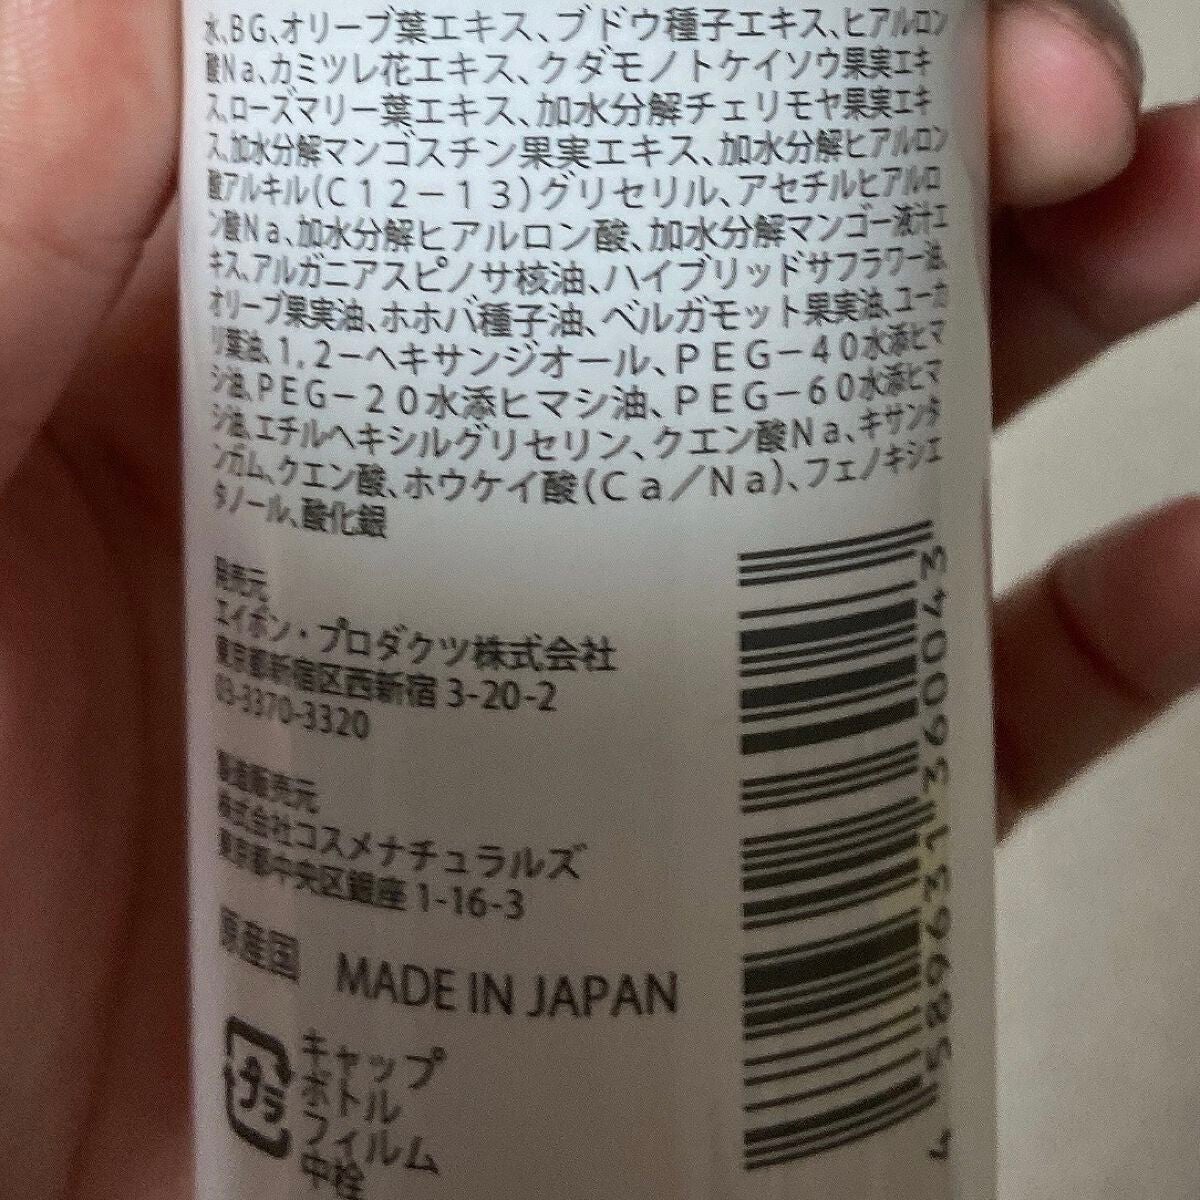 水、BG、オリーブ葉エキス、ブドウ種子エキス、ヒアルロン
酸Na、カミツレ花エキス、クダモノトケイソウ果実エキ
ス、ローズマリー葉エキス、加水分解チェリモヤ果実エキ
ス、加水分解マンゴスチン果実エキス、加水分解ヒアルロン
酸アルキル(C12－13)グリセリル、アセチルヒアルロ
ン酸Na、加水分解ヒアルロン酸、加水分解マンゴー液汁エ
キス、アルガニアスピノサ核油、ハイブリッドサフラワー油、
オリーブ果実油、ホホバ種子油、ベルガモット果実油、ユーカ
リ葉油、1,2－ヘキサンジオール、PEG－40水添ヒマ
シ油、PEG－20水添ヒマシ油、PEG－60水添ヒマ
シ油、エチルヘキシルグリセリン、クエン酸Na、キサンタ
ンガム、クエン酸、ホウケイ酸(Ca／Na)、フェノキシエ
タノール、酸化銀
発売元
エイボン・プロダクツ株式会社
東京都新宿区西新宿 3-20-2
03-3370-3320
製造販売元
株式会社コスメナチュラルズ
東京都中央区銀座 1-16-3
原産国 MADE IN JAPAN
プラ
キャップ
ボトル
フィルム
中栓
4 589631 360043